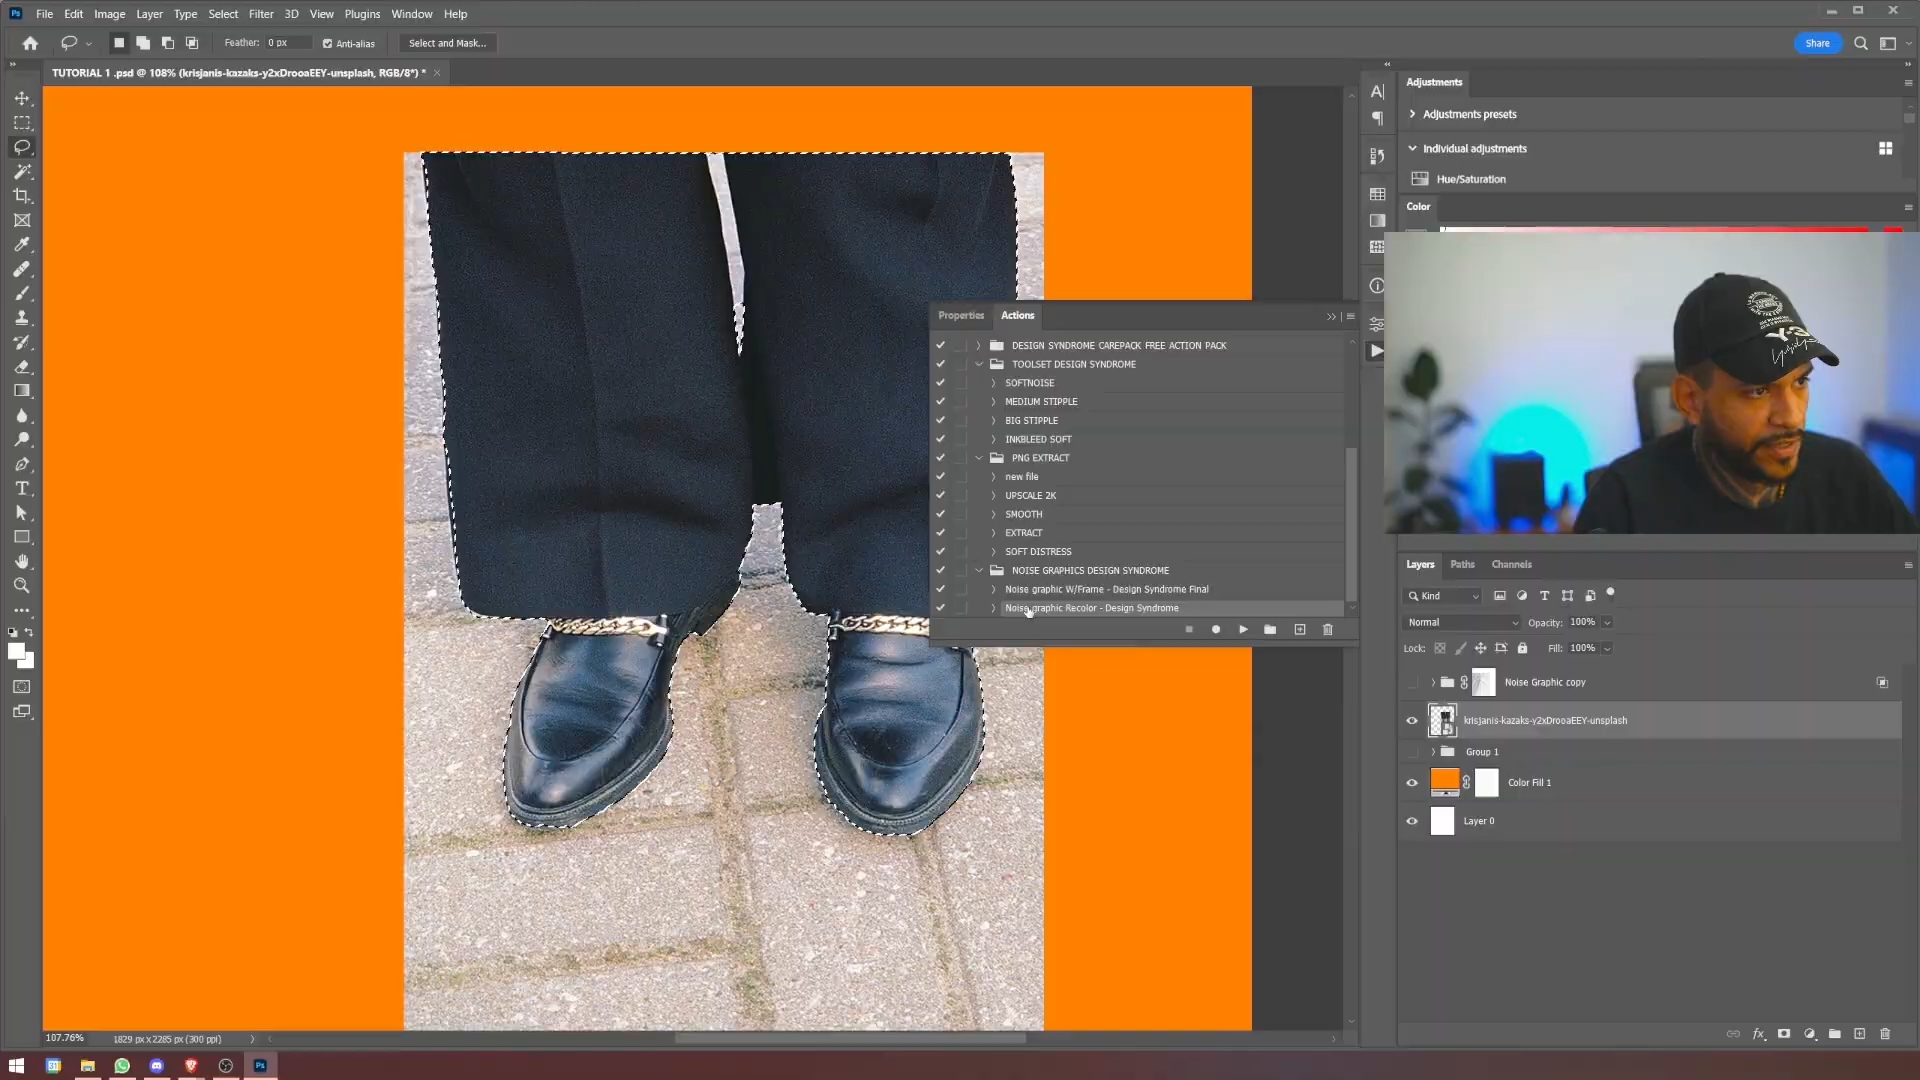 File Edit Image Layer Type Select Filter 3D View Plugins Window Help
Feather: 0 px Anti-alias Select and Mask... Share
TUTORIAL 1 .psd @ 108% (krisjanis-kazaks-y2xDrooaEEY-unsplash, RGB/8*) *
Adjustments
Adjustments presets
Individual adjustments
Hue/Saturation
Color
Properties Actions
DESIGN SYNDROME CAREPACK FREE ACTION PACK
TOOLSET DESIGN SYNDROME
SOFTNOISE
MEDIUM STIPPLE
BIG STIPPLE
INKBLEED SOFT
PNG EXTRACT
new file
UPSCALE 2K
SMOOTH
EXTRACT
SOFT DISTRESS
NOISE GRAPHICS DESIGN SYNDROME
Noise graphic W/Frame - Design Syndrome Final
Noise graphic Recolor - Design Syndrome
Y-3
Layers Paths Channels
Kind
Normal Opacity: 100%
Lock: Fill: 100%
Noise Graphic copy
krisjanis-kazaks-y2xDrooaEEY-unsplash
Group 1
Color Fill 1
Layer 0
fx
107.76% 1829 px x 2285 px (300 ppi)
Ps